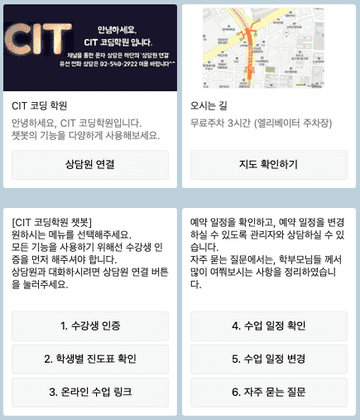 CIT
안녕하세요.
CIT 코딩학원 입니다.
채널을 통한 문자 상담은 하단의 '상담원 연결'
유선 전화 상담은 02-540-2922 이용 바랍니다^^
CIT 코딩 학원
안녕하세요, CIT 코딩학원입니다.
챗봇의 기능을 다양하게 사용해보세요.
상담원 연결
오시는 길
무료주차 3시간 (엘리베이터 주차장)
지도 확인하기
[CIT 코딩학원 챗봇]
원하시는 메뉴를 선택해주세요.
모든 기능을 사용하기 위해선 수강생 인
증을 먼저 해주셔야 합니다.
상담원과 대화하시려면 상담원 연결 버튼
을 눌러주세요.
1. 수강생 인증
2. 학생별 진도표 확인
3. 온라인 수업 링크
예약 일정을 확인하고, 예약 일정을 변경
하실 수 있도록 관리자와 상담하실 수 있
습니다.
자주 묻는 질문에서는, 학부모님들 께서
많이 여쭤보시는 사항을 정리하였습니
다.
4. 수업 일정 확인
5. 수업 일정 변경
6. 자주 묻는 질문